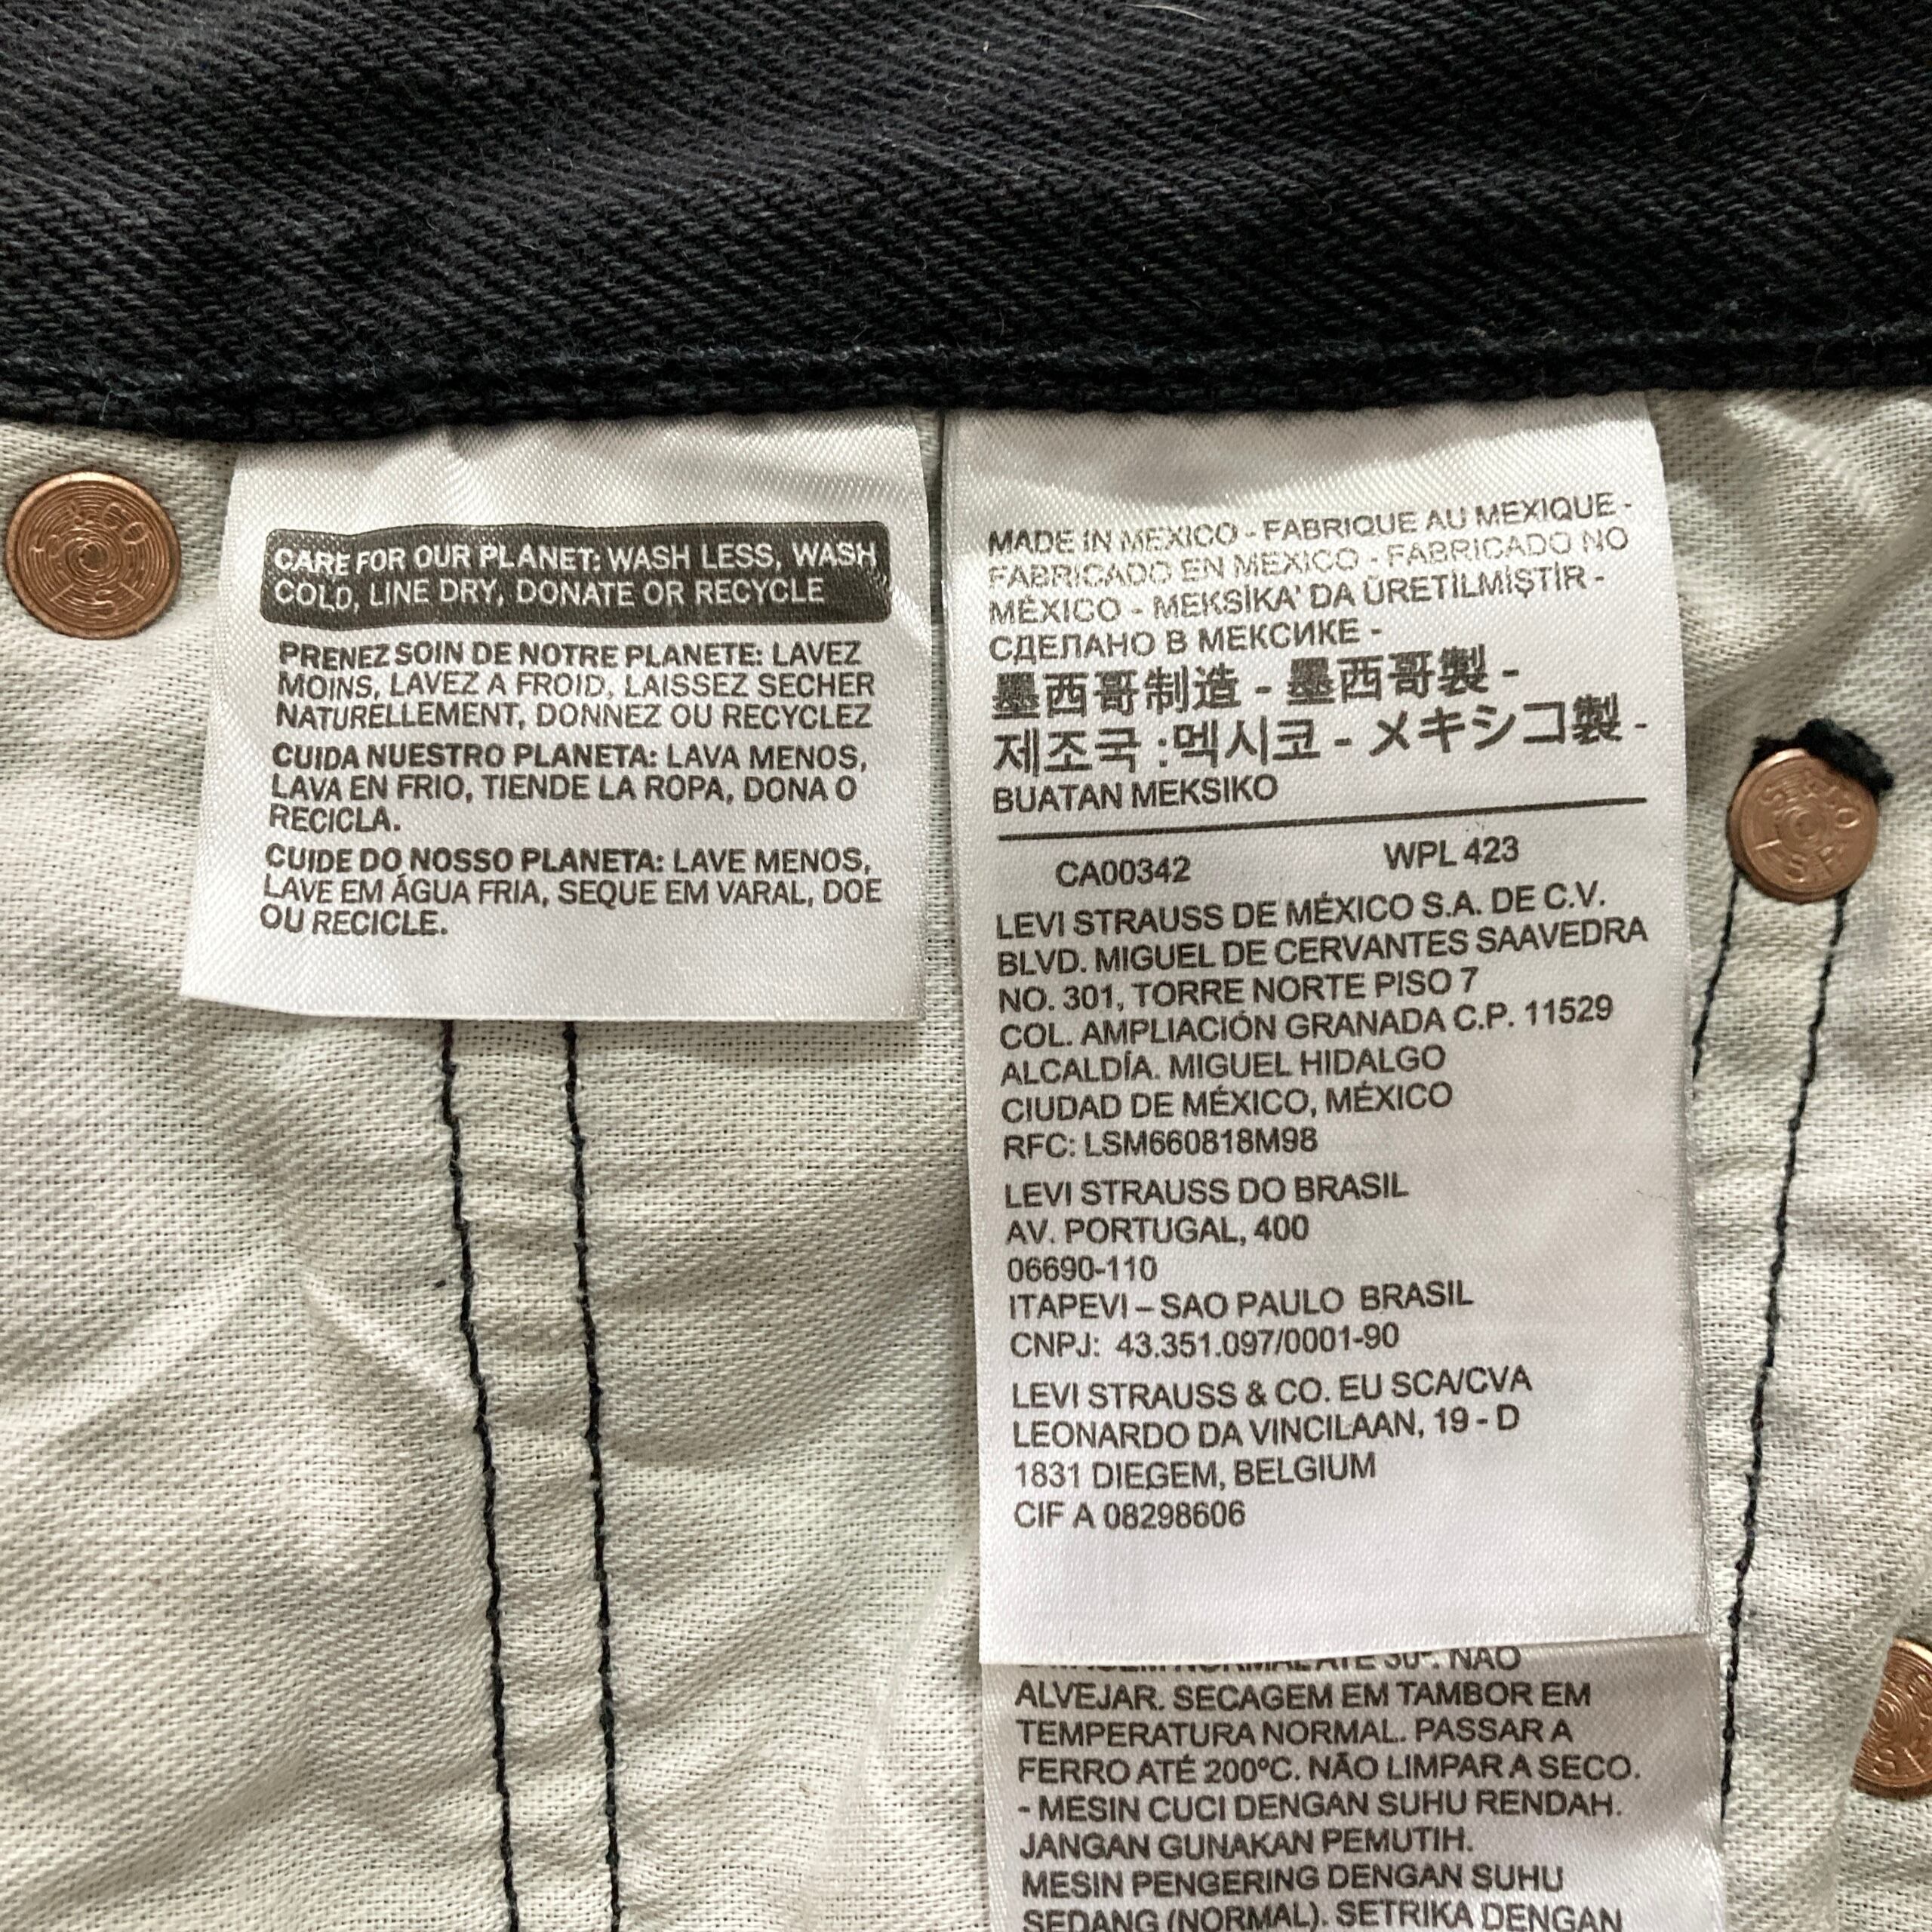 CARE FOR OUR PLANET: WASH LESS, WASH
COLD, LINE DRY, DONATE OR RECYCLE
PRENEZ SOIN DE NOTRE PLANETE: LAVEZ
MOINS, LAVEZ A FROID, LAISSEZ SECHER
NATURELLEMENT, DONNEZ OU RECYCLEZ
CUIDA NUESTRO PLANETA: LAVA MENOS,
LAVA EN FRIO, TIENDE LA ROPA, DONA O
RECICLA.
CUIDE DO NOSSO PLANETA: LAVE MENOS,
LAVE EM ÁGUA FRIA, SEQUE EM VARAL, DOE
OU RECICLE.
MADE IN MEXICO - FABRIQUE AU MEXIQUE -
FABRICADO EN MEXICO - FABRICADO NO
MÉXICO - MEKSİKA' DA ÜRETİLMİŞTİR -
СДЕЛАНО В МЕКСИКЕ -
墨西哥制造 - 墨西哥製 -
제조국 :멕시코 - メキシコ製 -
BUATAN MEKSIKO
CA00342 WPL 423
LEVI STRAUSS DE MÉXICO S.A. DE C.V.
BLVD. MIGUEL DE CERVANTES SAAVEDRA
NO. 301, TORRE NORTE PISO 7
COL. AMPLIACIÓN GRANADA C.P. 11529
ALCALDÍA. MIGUEL HIDALGO
CIUDAD DE MÉXICO, MÉXICO
RFC: LSM660818M98
LEVI STRAUSS DO BRASIL
AV. PORTUGAL, 400
06690-110
ITAPEVI – SAO PAULO BRASIL
CNPJ: 43.351.097/0001-90
LEVI STRAUSS & CO. EU SCA/CVA
LEONARDO DA VINCILAAN, 19 - D
1831 DIEGEM, BELGIUM
CIF A 08298606
NORMAL ATE 30º. NÃO
ALVEJAR. SECAGEM EM TAMBOR EM
TEMPERATURA NORMAL. PASSAR A
FERRO ATÉ 200ºC. NÃO LIMPAR A SECO.
- MESIN CUCI DENGAN SUHU RENDAH.
JANGAN GUNAKAN PEMUTIH.
MESIN PENGERING DENGAN SUHU
SEDANG (NORMAL). SETRIKA DENGAN